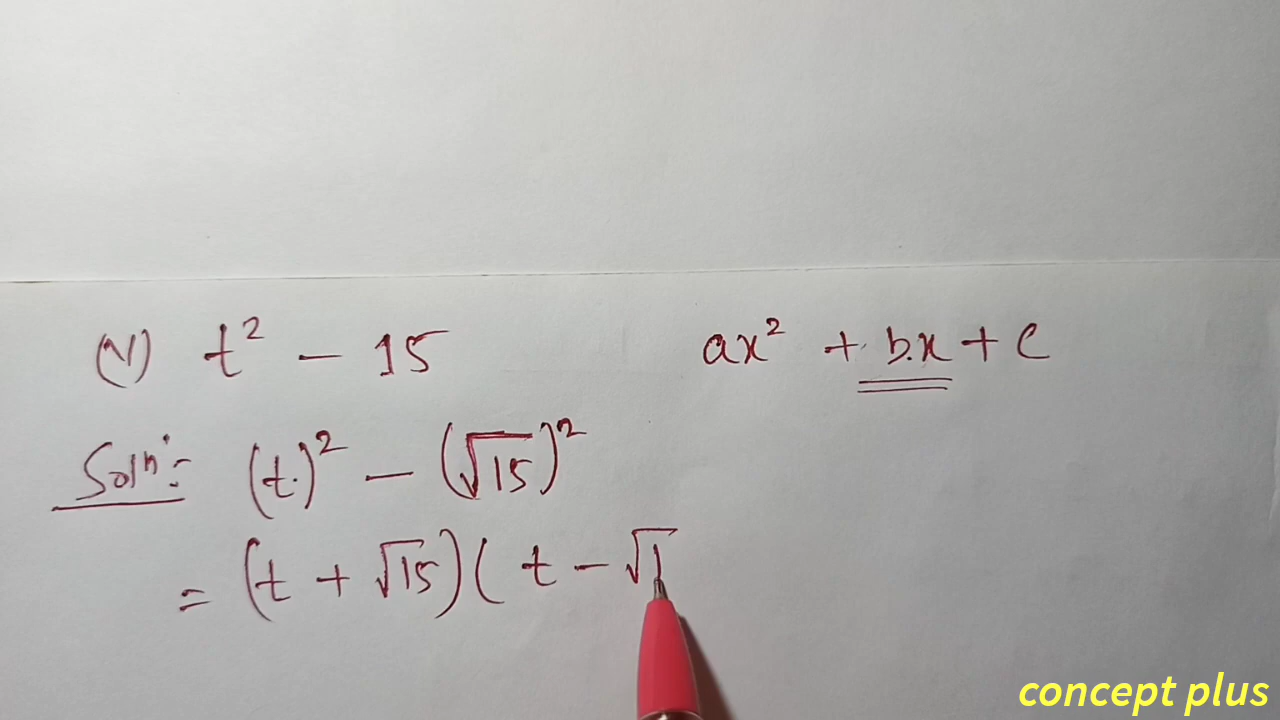 (V) t² - 15
ax² + bx + c
Soln: (t)² - (√15)²
= (t + √15)( t - √1
concept plus